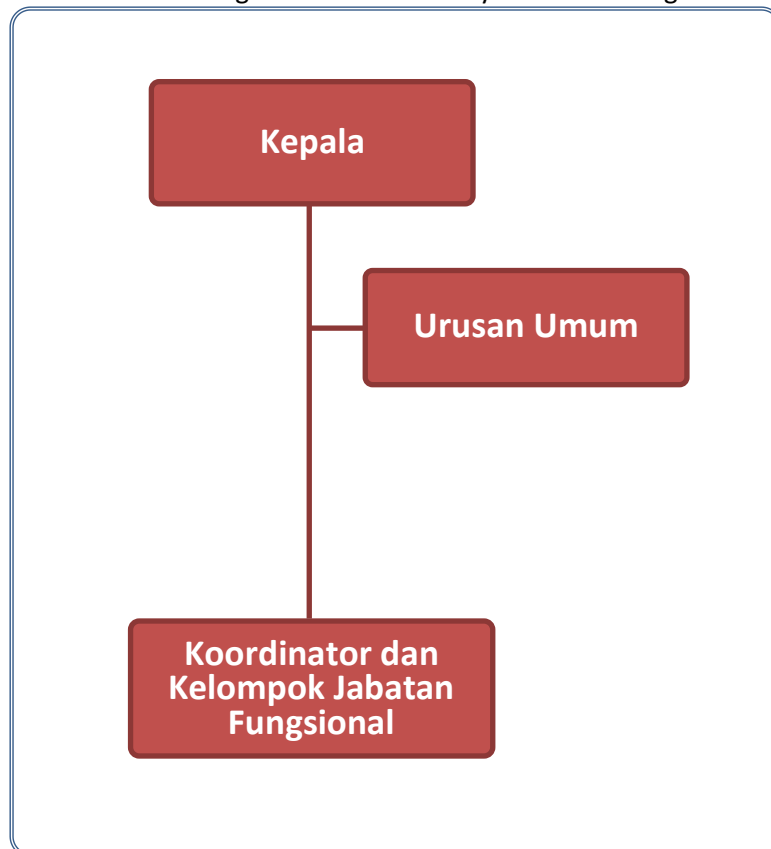 Kepala
Urusan Umum
Koordinator dan
Kelompok Jabatan
Fungsional